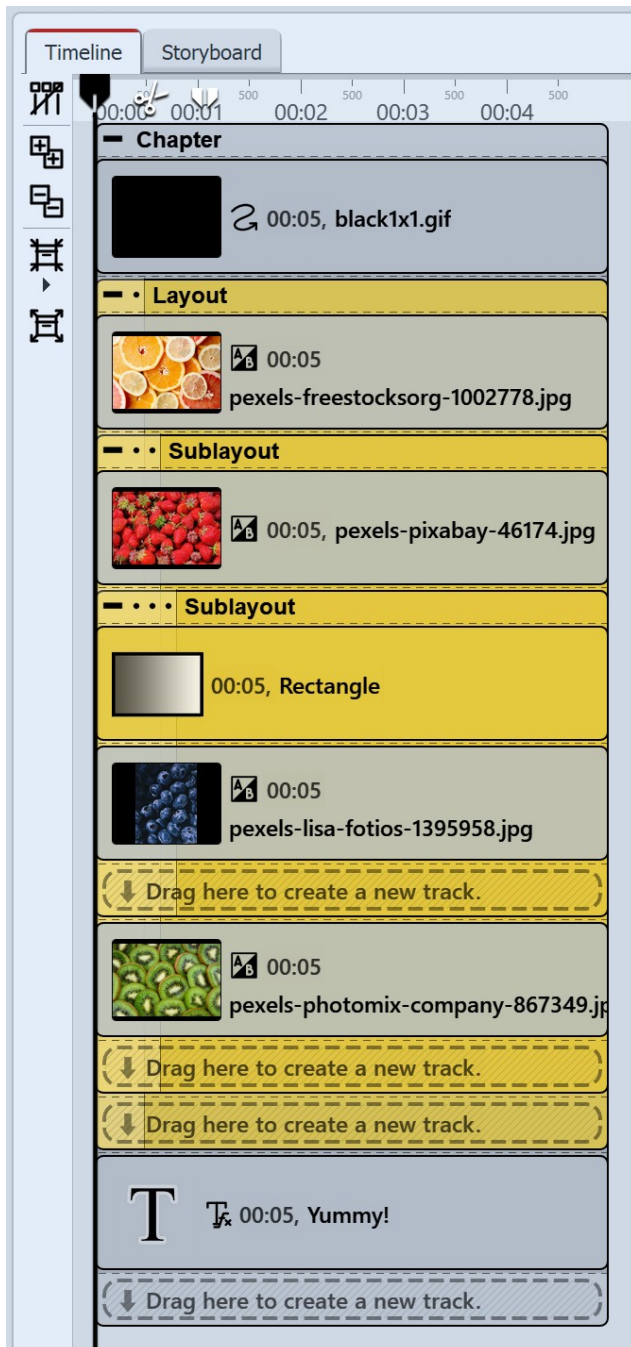 Timeline Storyboard
500 500 500 500 500
00:00 00:01 00:02 00:03 00:04
Chapter
00:05, black1x1.gif
Layout
A/B 00:05
pexels-freestocksorg-1002778.jpg
Sublayout
A/B 00:05, pexels-pixabay-46174.jpg
Sublayout
00:05, Rectangle
A/B 00:05
pexels-lisa-fotios-1395958.jpg
Drag here to create a new track.
A/B 00:05
pexels-photomix-company-867349.jp
Drag here to create a new track.
Drag here to create a new track.
T Tfx 00:05, Yummy!
Drag here to create a new track.